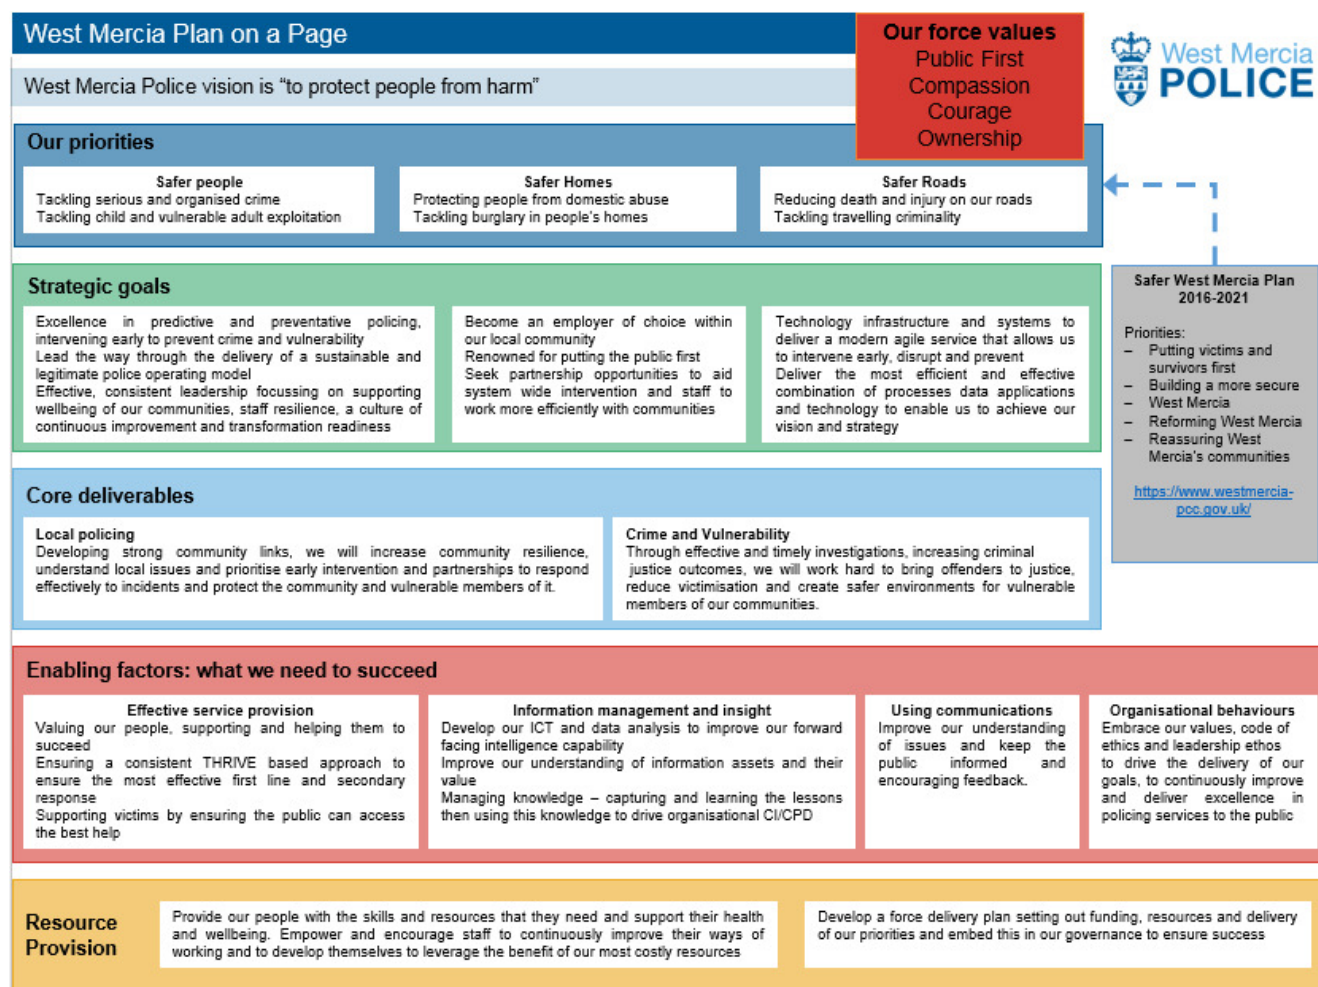 West Mercia Plan on a Page
Our force values
Public First
Compassion
Courage
Ownership
West Mercia
POLICE
West Mercia Police vision is “to protect people from harm”
Our priorities
Safer people
Tackling serious and organised crime
Tackling child and vulnerable adult exploitation
Safer Homes
Protecting people from domestic abuse
Tackling burglary in people’s homes
Safer Roads
Reducing death and injury on our roads
Tackling travelling criminality
Strategic goals
Excellence in predictive and preventative policing,
intervening early to prevent crime and vulnerability
Lead the way through the delivery of a sustainable and
legitimate police operating model
Effective, consistent leadership focussing on supporting
wellbeing of our communities, staff resilience, a culture of
continuous improvement and transformation readiness
Become an employer of choice within
our local community
Renowned for putting the public first
Seek partnership opportunities to aid
system wide intervention and staff to
work more efficiently with communities
Technology infrastructure and systems to
deliver a modern agile service that allows us
to intervene early, disrupt and prevent
Deliver the most efficient and effective
combination of processes data applications
and technology to enable us to achieve our
vision and strategy
Safer West Mercia Plan
2016-2021
Priorities:
– Putting victims and
survivors first
– Building a more secure
– West Mercia
– Reforming West Mercia
– Reassuring West
Mercia’s communities
https://www.westmercia-
pcc.gov.uk/
Core deliverables
Local policing
Developing strong community links, we will increase community resilience,
understand local issues and prioritise early intervention and partnerships to respond
effectively to incidents and protect the community and vulnerable members of it.
Crime and Vulnerability
Through effective and timely investigations, increasing criminal
justice outcomes, we will work hard to bring offenders to justice,
reduce victimisation and create safer environments for vulnerable
members of our communities.
Enabling factors: what we need to succeed
Effective service provision
Valuing our people, supporting and helping them to
succeed
Ensuring a consistent THRIVE based approach to
ensure the most effective first line and secondary
response
Supporting victims by ensuring the public can access
the best help
Information management and insight
Develop our ICT and data analysis to improve our forward
facing intelligence capability
Improve our understanding of information assets and their
value
Managing knowledge – capturing and learning the lessons
then using this knowledge to drive organisational CI/CPD
Using communications
Improve our understanding
of issues and keep the
public informed and
encouraging feedback.
Organisational behaviours
Embrace our values, code of
ethics and leadership ethos
to drive the delivery of our
goals, to continuously improve
and deliver excellence in
policing services to the public
Resource
Provision
Provide our people with the skills and resources that they need and support their health
and wellbeing. Empower and encourage staff to continuously improve their ways of
working and to develop themselves to leverage the benefit of our most costly resources
Develop a force delivery plan setting out funding, resources and delivery
of our priorities and embed this in our governance to ensure success